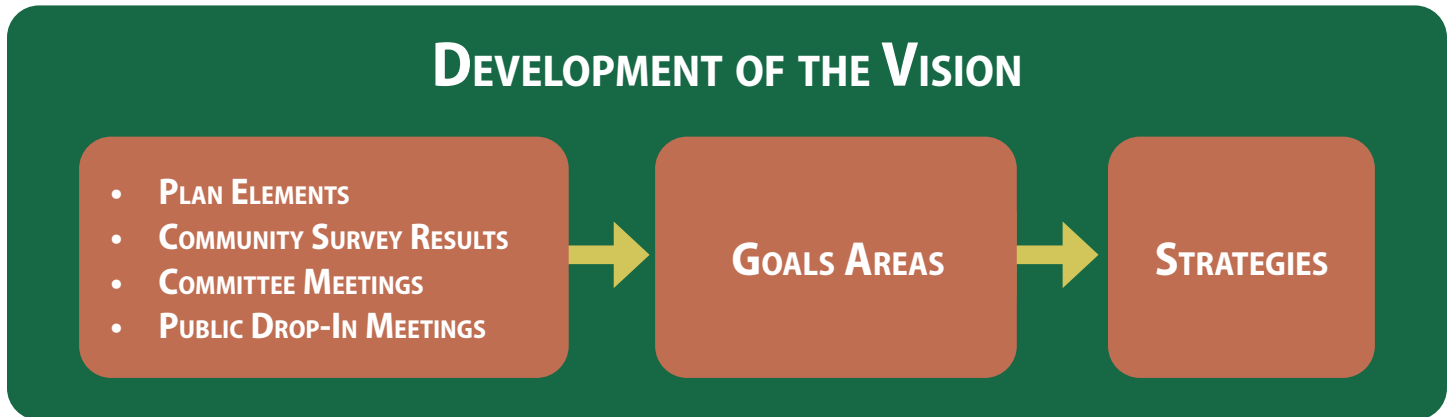 Development of the Vision
• Plan Elements
• Community Survey Results
• Committee Meetings
• Public Drop-In Meetings
Goals Areas
Strategies